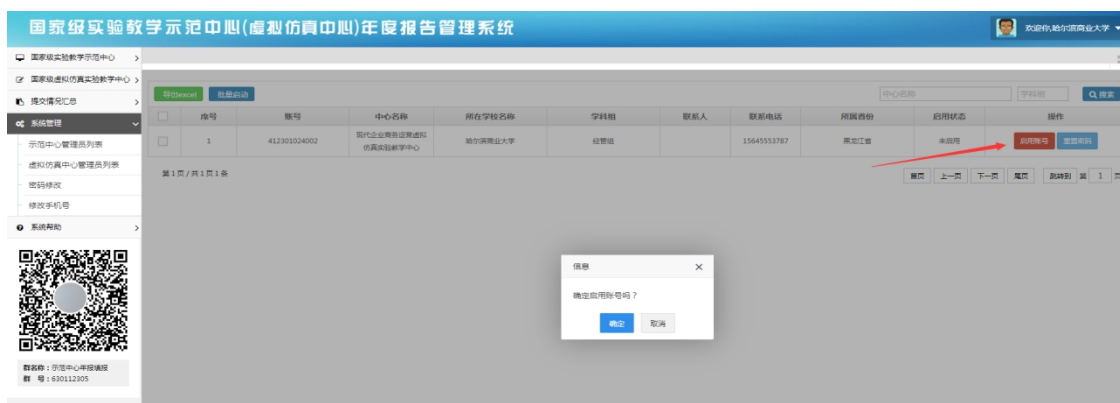 国家级实验教学示范中心(虚拟仿真中心)年度报告管理系统
欢迎你,哈尔滨商业大学
国家级实验教学示范中心
国家级虚拟仿真实验教学中心
提交情况汇总
系统管理
示范中心管理员列表
虚拟仿真中心管理员列表
密码修改
修改手机号
系统帮助
群名称：示范中心年报填报
群 号：630112305
导出excel 批量启动 中心名称 学科组 搜索
序号 账号 中心名称 所在学校名称 学科组 联系人 联系电话 所属省份 启用状态 操作
1 412301024002 现代企业商务运营虚拟仿真实验教学中心 哈尔滨商业大学 经管组 15645553787 黑龙江省 未启用 启用账号 重置密码
第1页/共1页1条 首页 上一页 下一页 尾页 跳转到 第 1 页
信息
确定启用账号吗？
确定 取消